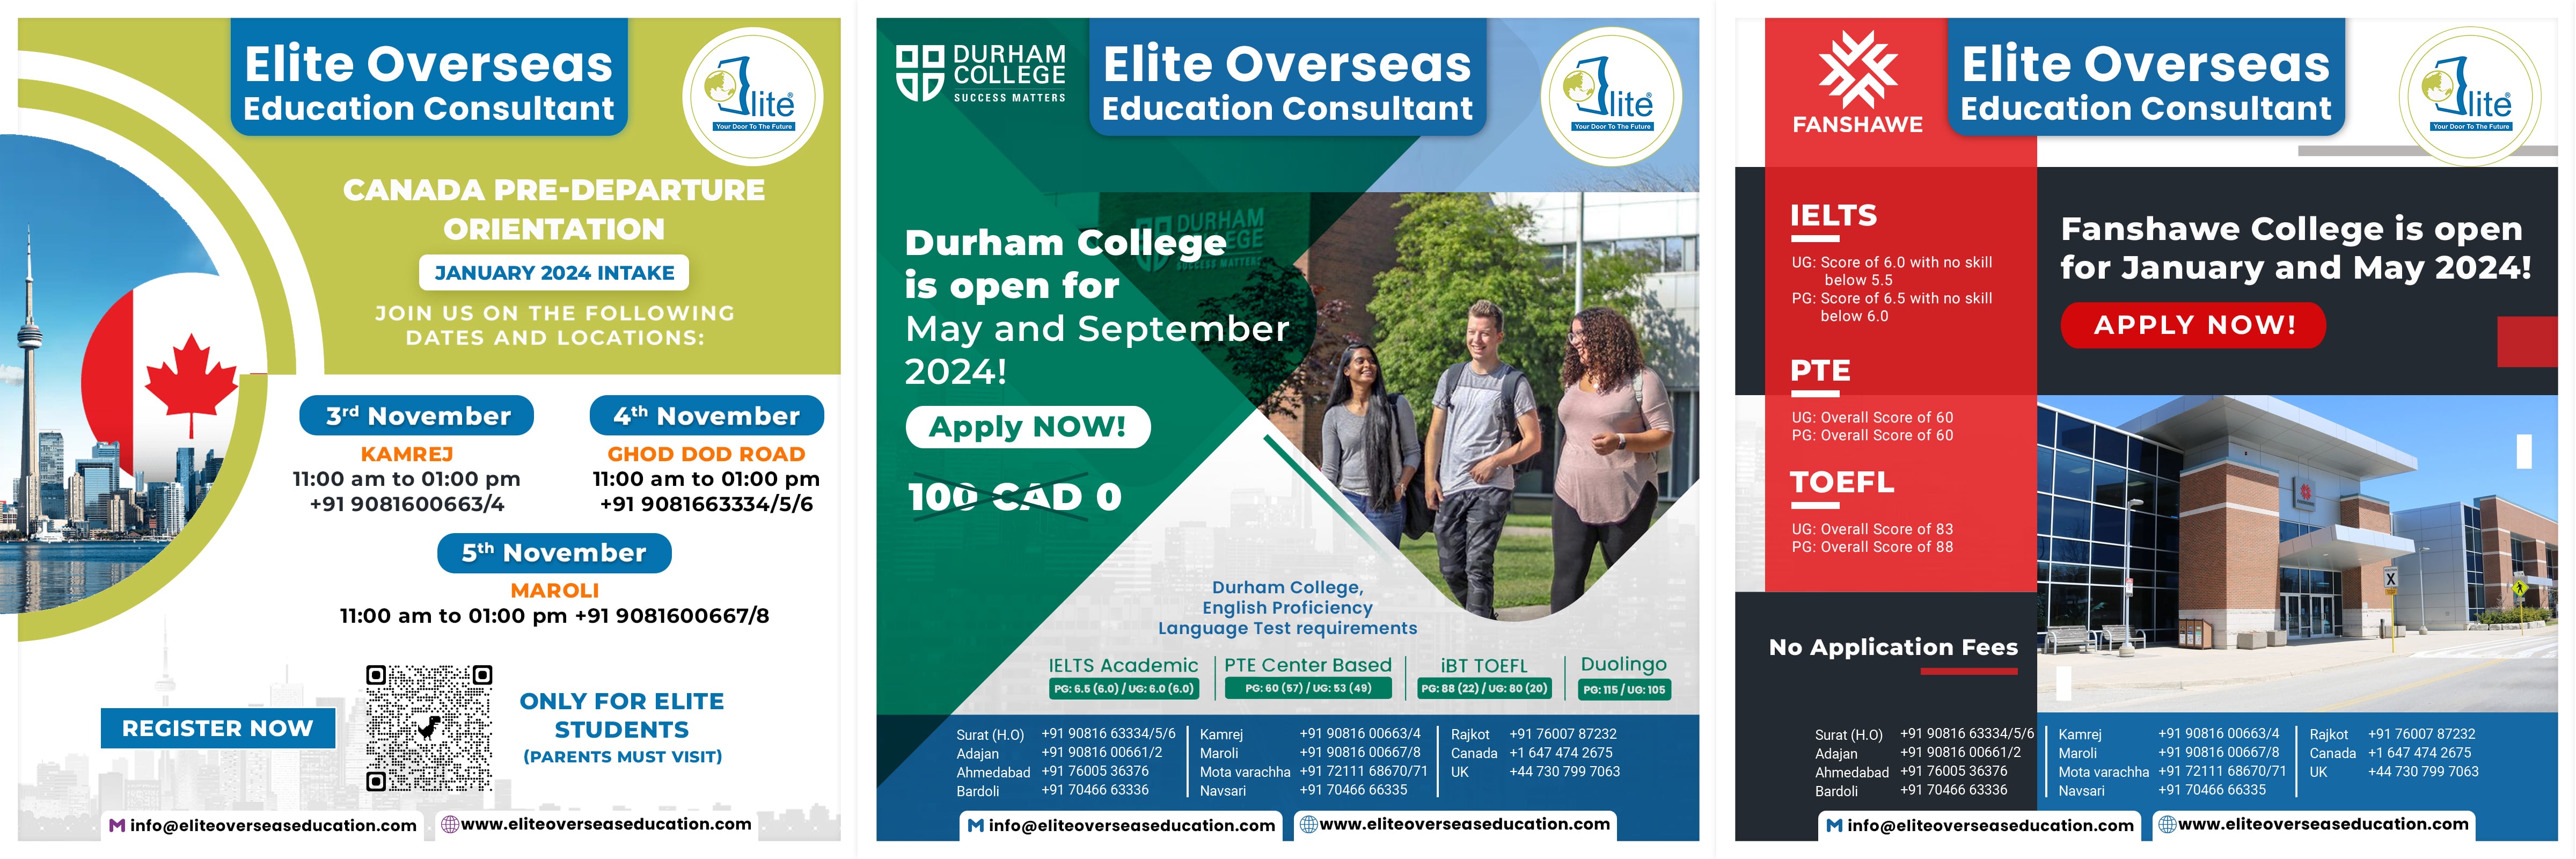 Elite Overseas
Education Consultant
lite®
Your Door To The Future
CANADA PRE-DEPARTURE
ORIENTATION
JANUARY 2024 INTAKE
JOIN US ON THE FOLLOWING
DATES AND LOCATIONS:
3rd November
KAMREJ
11:00 am to 01:00 pm
+91 9081600663/4
4th November
GHOD DOD ROAD
11:00 am to 01:00 pm
+91 9081663334/5/6
5th November
MAROLI
11:00 am to 01:00 pm +91 9081600667/8
REGISTER NOW
ONLY FOR ELITE
STUDENTS
(PARENTS MUST VISIT)
info@eliteoverseaseducation.com
www.eliteoverseaseducation.com
DURHAM
COLLEGE
SUCCESS MATTERS
Elite Overseas
Education Consultant
lite®
Your Door To The Future
DURHAM
COLLEGE
SUCCESS MATTERS
Durham College
is open for
May and September
2024!
Apply NOW!
100 CAD 0
Durham College,
English Proficiency
Language Test requirements
IELTS Academic
PG: 6.5 (6.0) / UG: 6.0 (6.0)
PTE Center Based
PG: 60 (57) / UG: 53 (49)
iBT TOEFL
PG: 88 (22) / UG: 80 (20)
Duolingo
PG: 115 / UG: 105
Surat (H.O) +91 90816 63334/5/6
Adajan +91 90816 00661/2
Ahmedabad +91 76005 36376
Bardoli +91 70466 63336
Kamrej +91 90816 00663/4
Maroli +91 90816 00667/8
Mota varachha +91 72111 68670/71
Navsari +91 70466 66335
Rajkot +91 76007 87232
Canada +1 647 474 2675
UK +44 730 799 7063
info@eliteoverseaseducation.com
www.eliteoverseaseducation.com
FANSHAWE
Elite Overseas
Education Consultant
lite®
Your Door To The Future
IELTS
UG: Score of 6.0 with no skill
below 5.5
PG: Score of 6.5 with no skill
below 6.0
PTE
UG: Overall Score of 60
PG: Overall Score of 60
TOEFL
UG: Overall Score of 83
PG: Overall Score of 88
Fanshawe College is open
for January and May 2024!
APPLY NOW!
No Application Fees
Surat (H.O) +91 90816 63334/5/6
Adajan +91 90816 00661/2
Ahmedabad +91 76005 36376
Bardoli +91 70466 63336
Kamrej +91 90816 00663/4
Maroli +91 90816 00667/8
Mota varachha +91 72111 68670/71
Navsari +91 70466 66335
Rajkot +91 76007 87232
Canada +1 647 474 2675
UK +44 730 799 7063
info@eliteoverseaseducation.com
www.eliteoverseaseducation.com